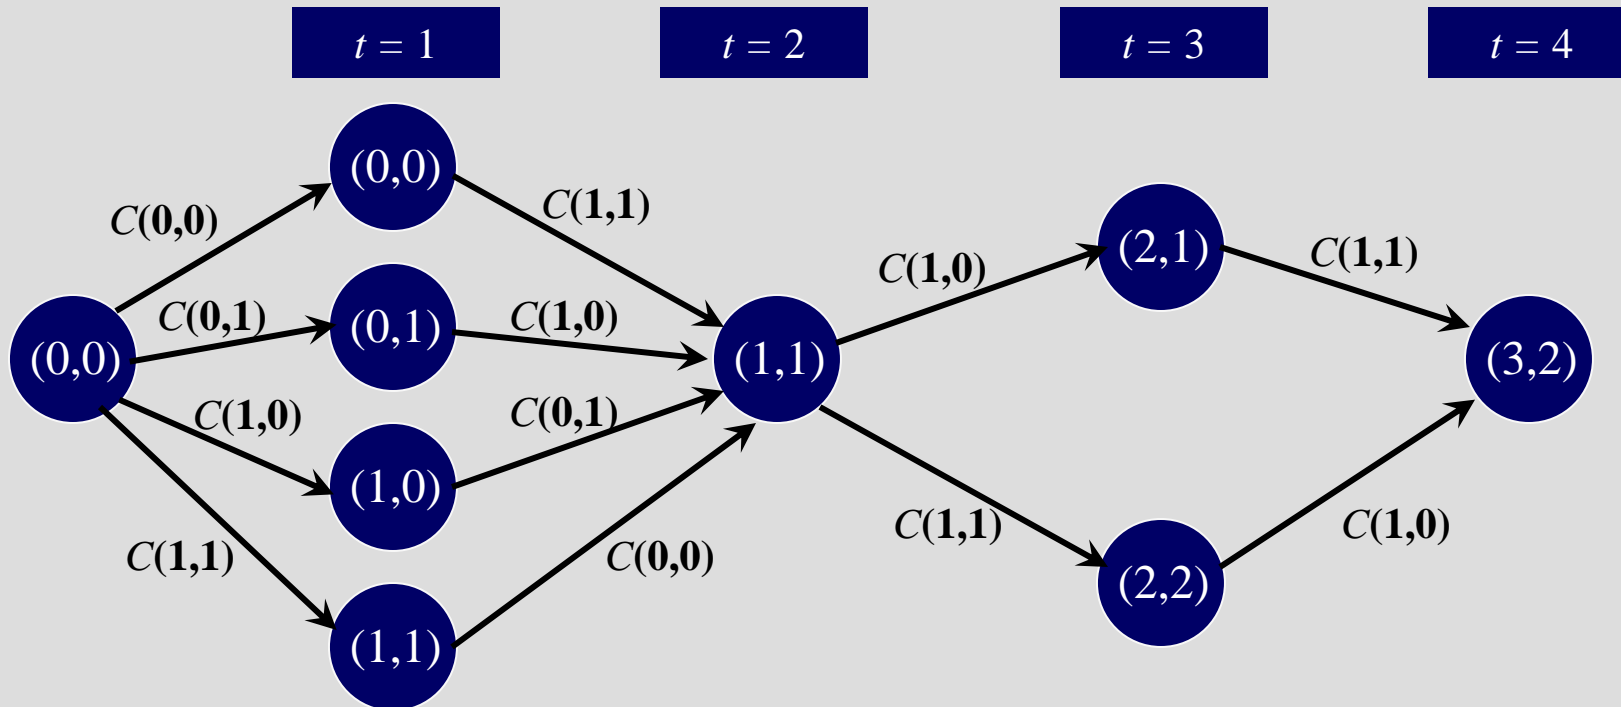 t = 1
t = 2
t = 3
t = 4
(0,0)
C(0,0)
C(1,1)
(2,1)
C(1,0)
C(1,1)
(0,1)
C(0,1)
C(1,0)
(0,0)
(1,1)
(3,2)
C(1,0)
C(0,1)
(1,0)
C(1,1)
C(1,0)
C(1,1)
C(0,0)
(2,2)
(1,1)